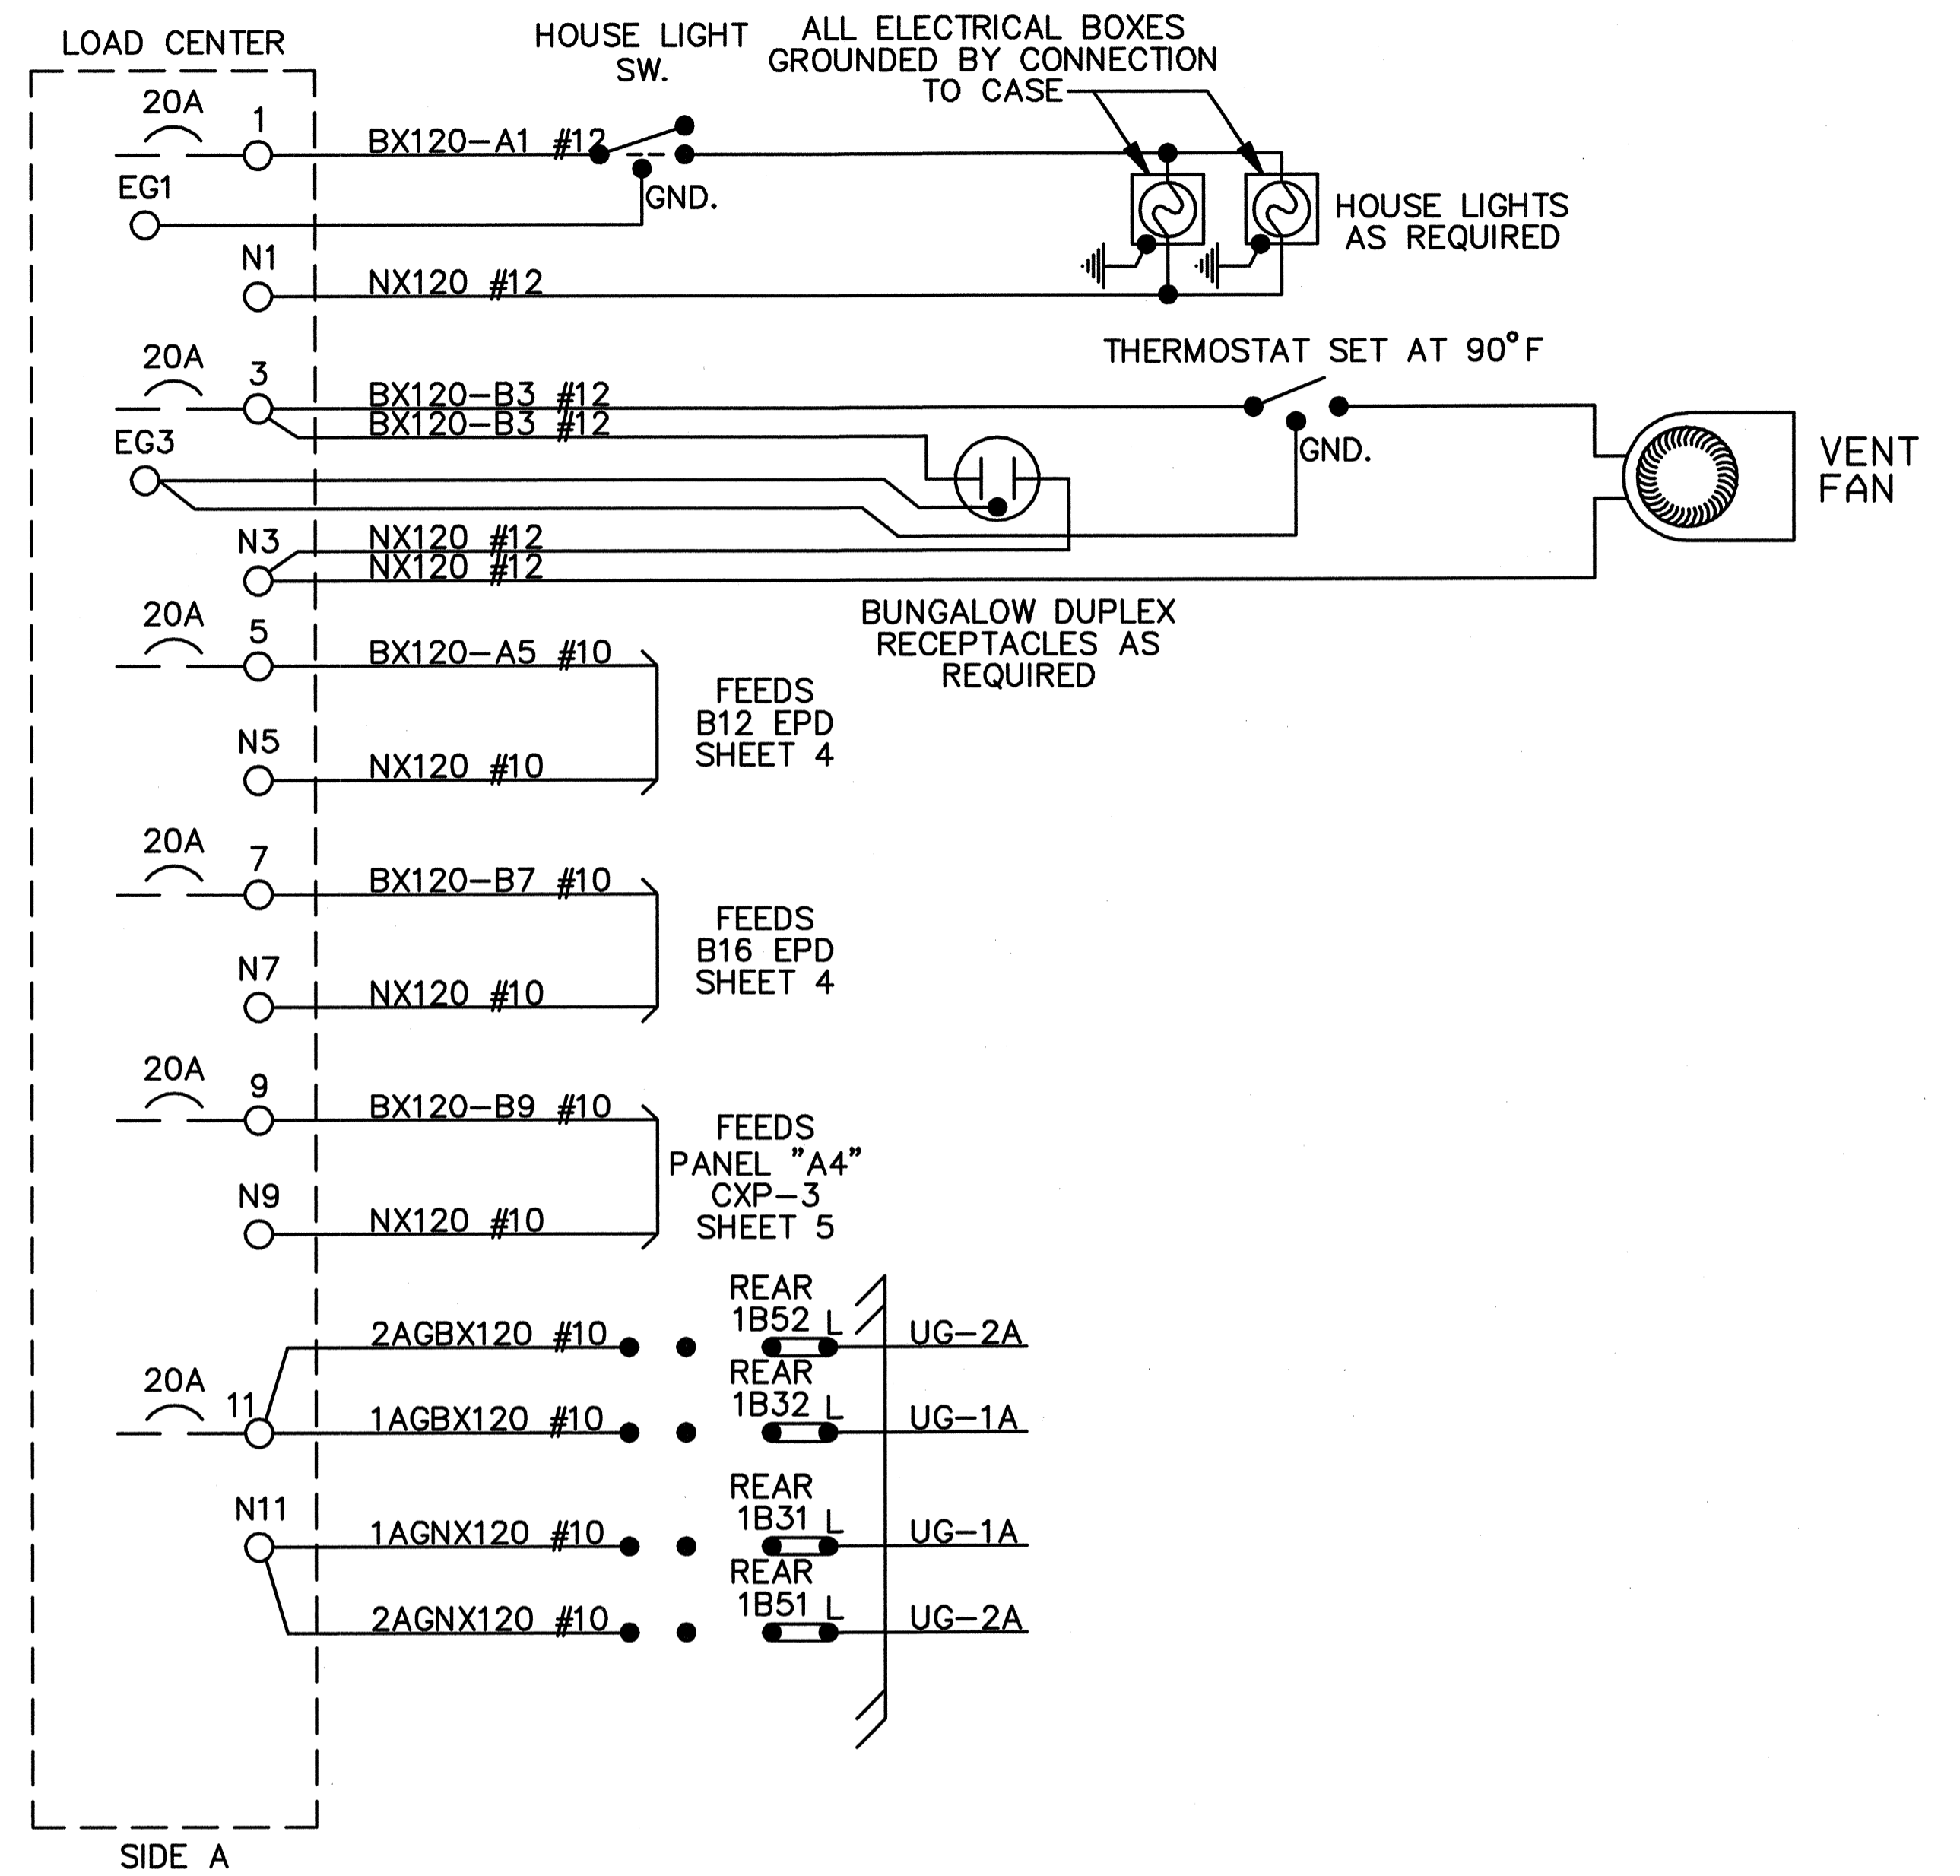 LOAD CENTER
HOUSE LIGHT
SW.
ALL ELECTRICAL BOXES
GROUNDED BY CONNECTION
TO CASE
20A
1
BX120-A1 #12
EG1
GND.
HOUSE LIGHTS
AS REQUIRED
N1
NX120 #12
THERMOSTAT SET AT 90°F
20A
3
BX120-B3 #12
BX120-B3 #12
EG3
GND.
VENT
FAN
N3
NX120 #12
NX120 #12
BUNGALOW DUPLEX
RECEPTACLES AS
REQUIRED
20A
5
BX120-A5 #10
FEEDS
B12 EPD
SHEET 4
N5
NX120 #10
20A
7
BX120-B7 #10
FEEDS
B16 EPD
SHEET 4
N7
NX120 #10
20A
9
BX120-B9 #10
FEEDS
PANEL "A4"
CXP-3
SHEET 5
N9
NX120 #10
REAR
1B52 L
2AGBX120 #10
UG-2A
20A
11
REAR
1B32 L
1AGBX120 #10
UG-1A
N11
REAR
1B31 L
1AGNX120 #10
UG-1A
REAR
1B51 L
2AGNX120 #10
UG-2A
SIDE A